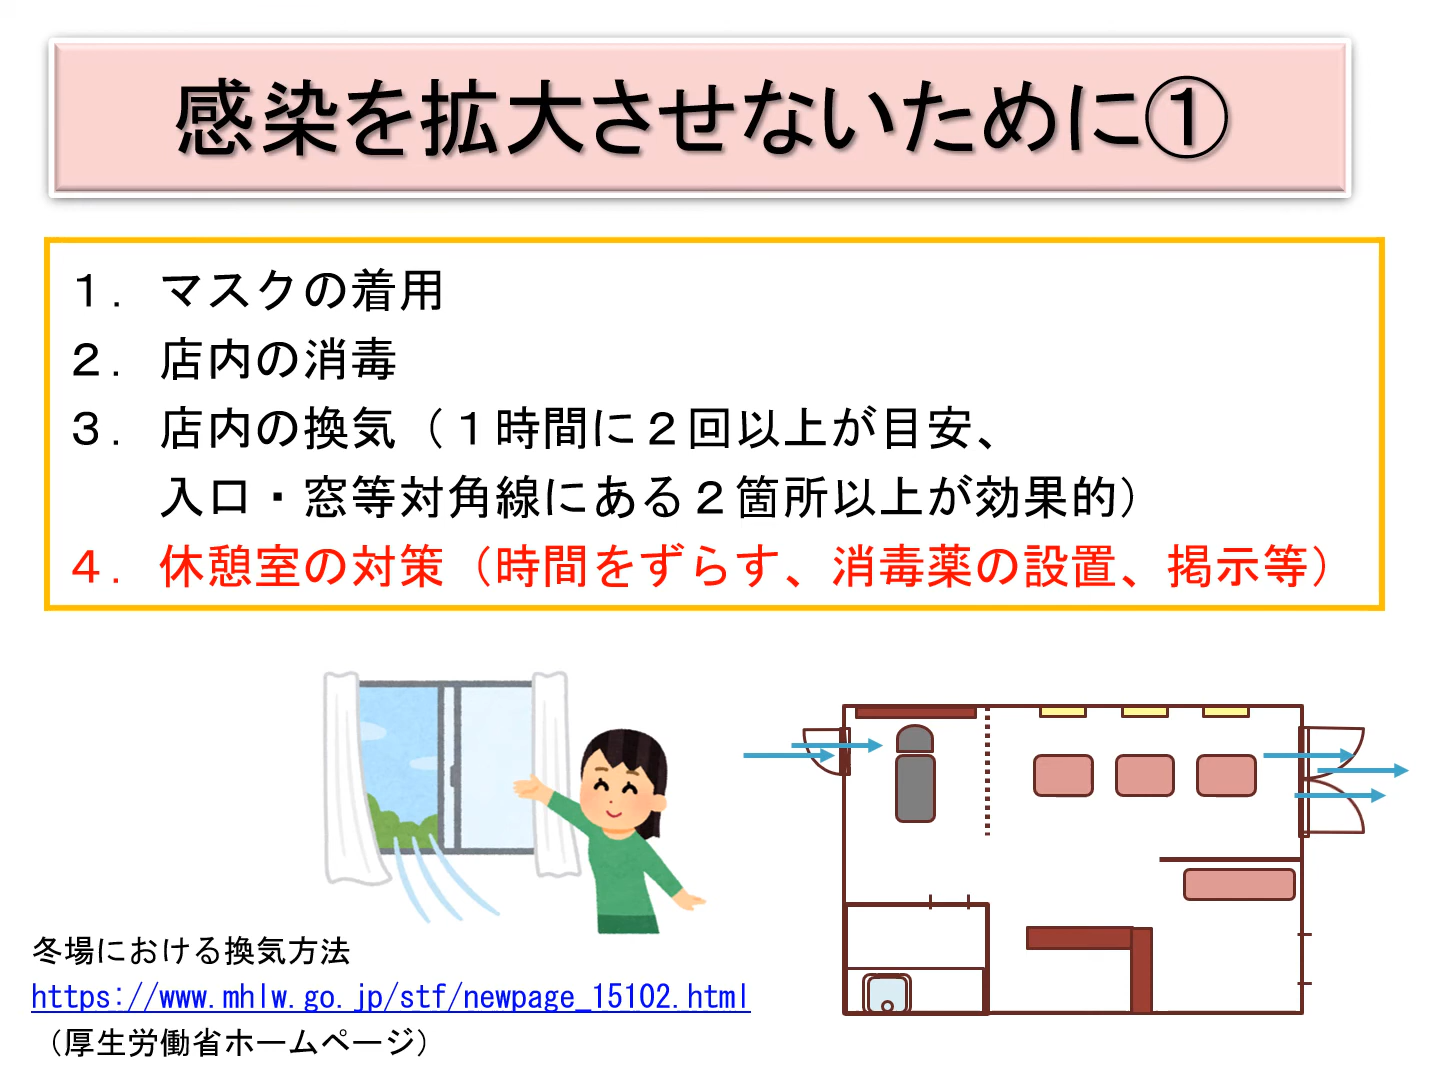 感染を拡大させないために①
１．マスクの着用
２．店内の消毒
３．店内の換気（１時間に２回以上が目安、
入口・窓等対角線にある２箇所以上が効果的）
４．休憩室の対策（時間をずらす、消毒薬の設置、掲示等）
冬場における換気方法
https://www.mhlw.go.jp/stf/newpage_15102.html
（厚生労働省ホームページ）